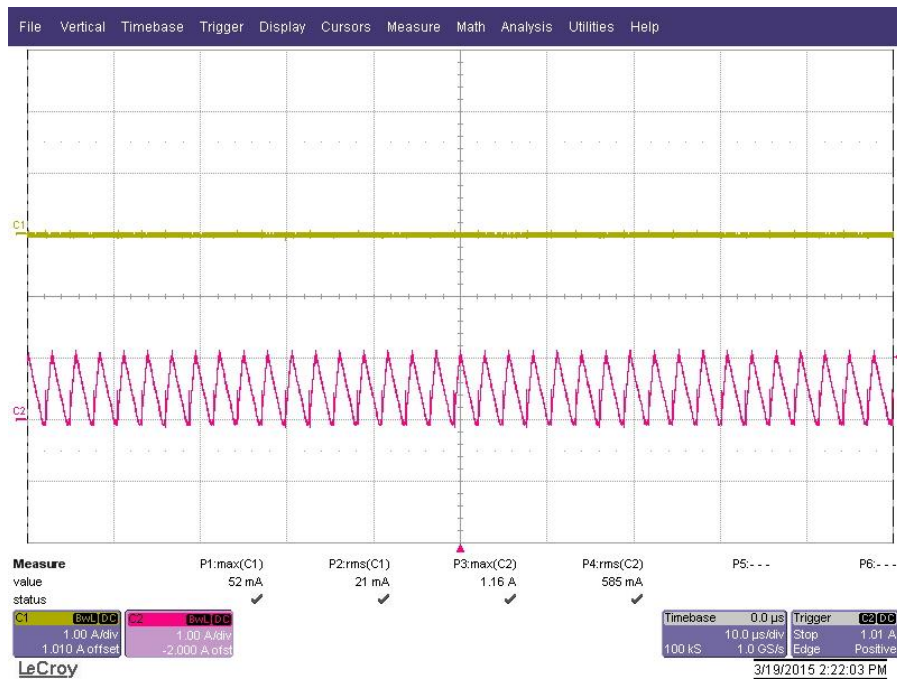 File Vertical Timebase Trigger Display Cursors Measure Math Analysis Utilities Help
C1
C2
Measure P1:max(C1) P2:rms(C1) P3:max(C2) P4:rms(C2) P5:- - - P6:- - -
value 52 mA 21 mA 1.16 A 585 mA
status
C1 BwL DC C2 BwL DC Timebase 0.0 µs Trigger C2 DC
1.00 A/div 1.00 A/div 10.0 µs/div Stop 1.01 A
1.010 A offset -2.000 A ofst 100 kS 1.0 GS/s Edge Positive
LeCroy 3/19/2015 2:22:03 PM